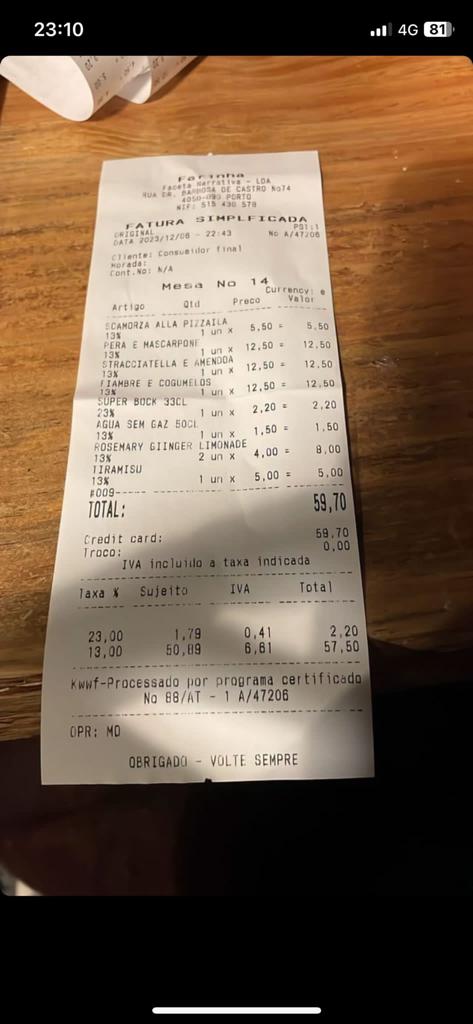 23:10
4G 81
Farinha
Faceta Narrativa - LDA
RUA DR. BARBOSA DE CASTRO No74
4050-090 PORTO
NIF: 515 430 579
FATURA SIMPLFICADA
ORIGINAL PS1:1
DATA 2023/12/06 - 22:43 No A/47206
Cliente: Consumidor final
Morada:
Cont.No: N/A
Mesa No 14
Currency: e
Artigo Qtd Preco Valor
SCAMORZA ALLA PIZZAILA
13% 1 un x 5,50 = 5,50
PERA E MASCARPONE
13% 1 un x 12,50 = 12,50
STRACCIATELLA E AMENDOA
13% 1 un x 12,50 = 12,50
FIAMBRE E COGUMELOS
13% 1 un x 12,50 = 12,50
SUPER BOCK 33CL
23% 1 un x 2,20 = 2,20
AGUA SEM GAZ 50CL
13% 1 un x 1,50 = 1,50
ROSEMARY GIINGER LIMONADE
13% 2 un x 4,00 = 8,00
TIRAMISU
13% 1 un x 5,00 = 5,00
#009
TOTAL: 59,70
Credit card: 59,70
Troco: 0,00
IVA incluido a taxa indicada
Taxa % Sujeito IVA Total
23,00 1,79 0,41 2,20
13,00 50,89 6,61 57,50
Kwwf-Processado por programa certificado
No 88/AT - 1 A/47206
OPR: MD
OBRIGADO - VOLTE SEMPRE